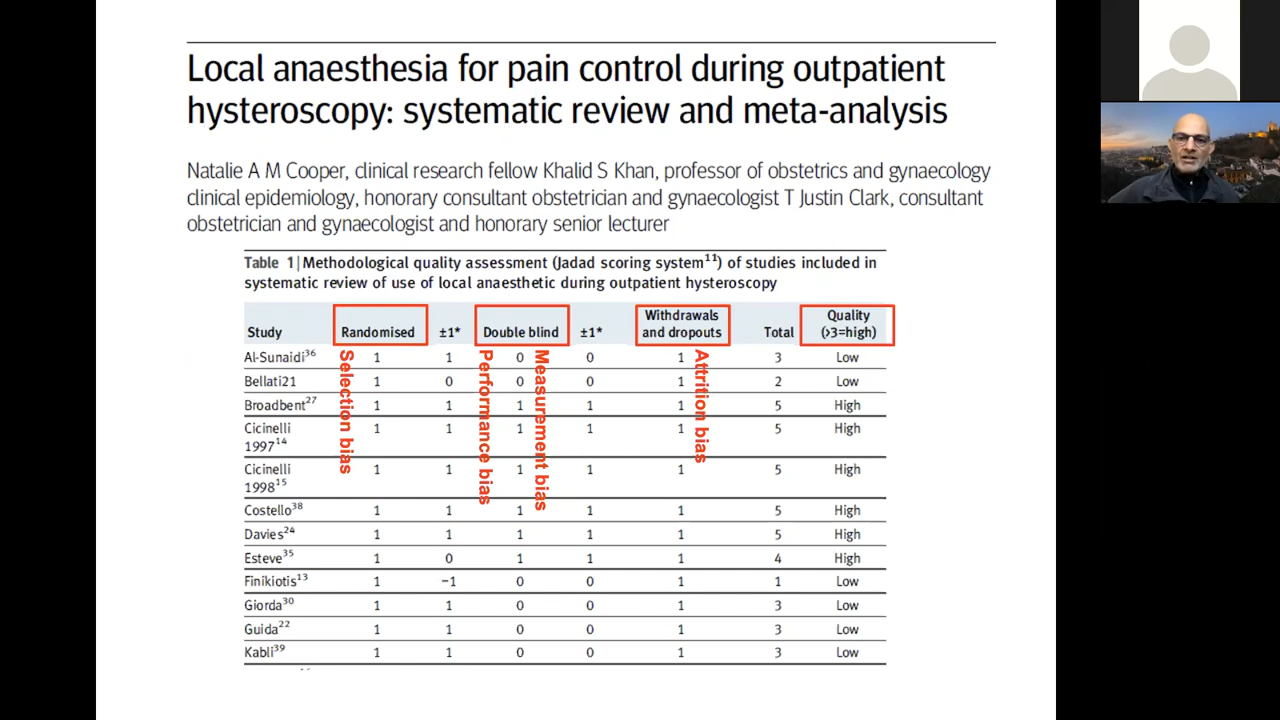 Local anaesthesia for pain control during outpatient
hysteroscopy: systematic review and meta-analysis
Natalie A M Cooper, clinical research fellow Khalid S Khan, professor of obstetrics and gynaecology
clinical epidemiology, honorary consultant obstetrician and gynaecologist T Justin Clark, consultant
obstetrician and gynaecologist and honorary senior lecturer
Table 1|Methodological quality assessment (Jadad scoring system11) of studies included in
systematic review of use of local anaesthetic during outpatient hysteroscopy
Study Randomised ±1* Double blind ±1* Withdrawals and dropouts Total Quality (>3=high)
Al-Sunaidi36 1 1 0 0 1 3 Low
Bellati21 1 0 0 0 1 2 Low
Broadbent27 1 1 1 1 1 5 High
Cicinelli 199714 1 1 1 1 1 5 High
Cicinelli 199815 1 1 1 1 1 5 High
Costello38 1 1 1 1 1 5 High
Davies24 1 1 1 1 1 5 High
Esteve35 1 0 1 1 1 4 High
Finikiotis13 1 −1 0 0 1 1 Low
Giorda30 1 1 0 0 1 3 Low
Guida22 1 1 0 0 1 3 Low
Kabli39 1 1 0 0 1 3 Low
Selection bias
Performance bias
Measurement bias
Attrition bias